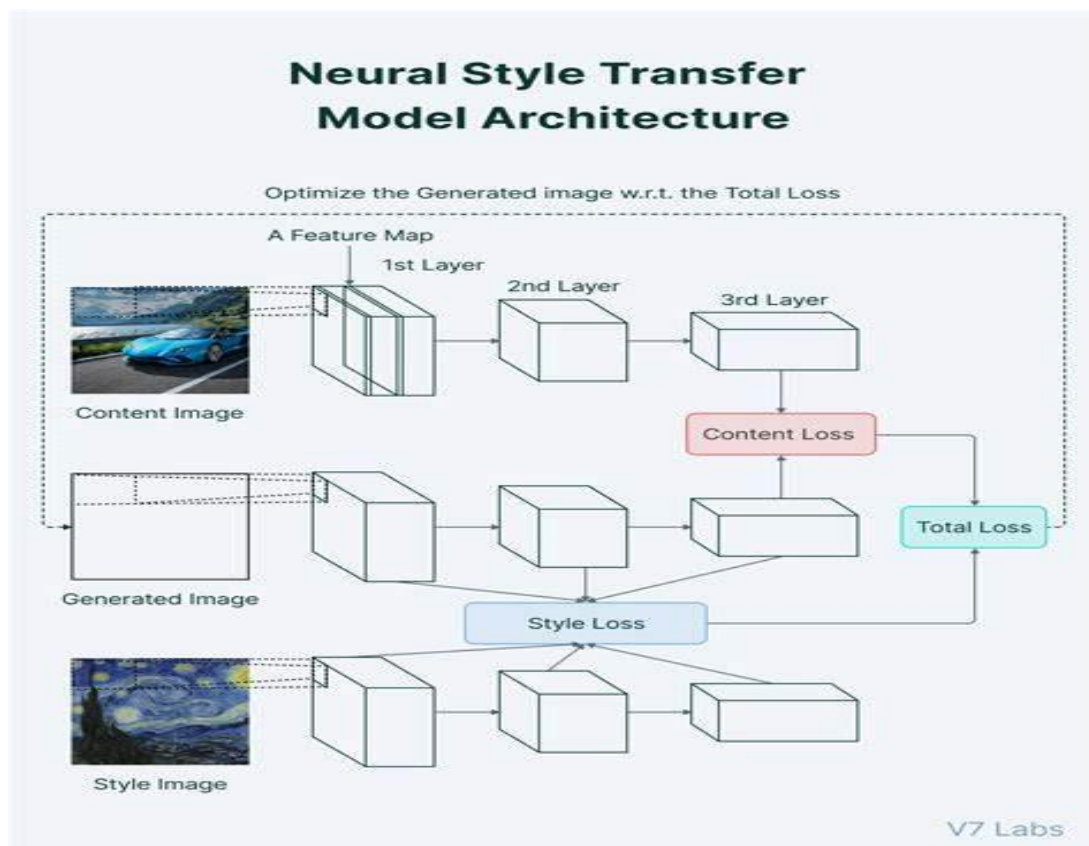 Neural Style Transfer
Model Architecture
Optimize the Generated image w.r.t. the Total Loss
A Feature Map
1st Layer
2nd Layer
3rd Layer
Content Image
Content Loss
Total Loss
Generated Image
Style Loss
Style Image
V7 Labs